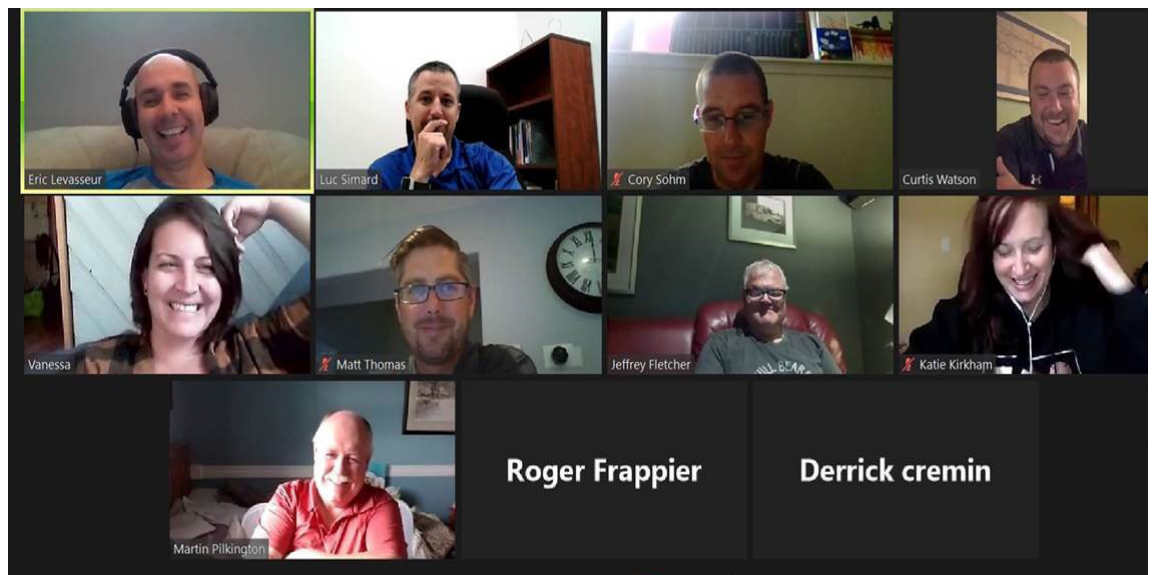 Eric Levasseur
Luc Simard
Cory Sohm
Curtis Watson
Vanessa
Matt Thomas
Jeffrey Fletcher
Katie Kirkham
Martin Pilkington
Roger Frappier
Derrick cremin